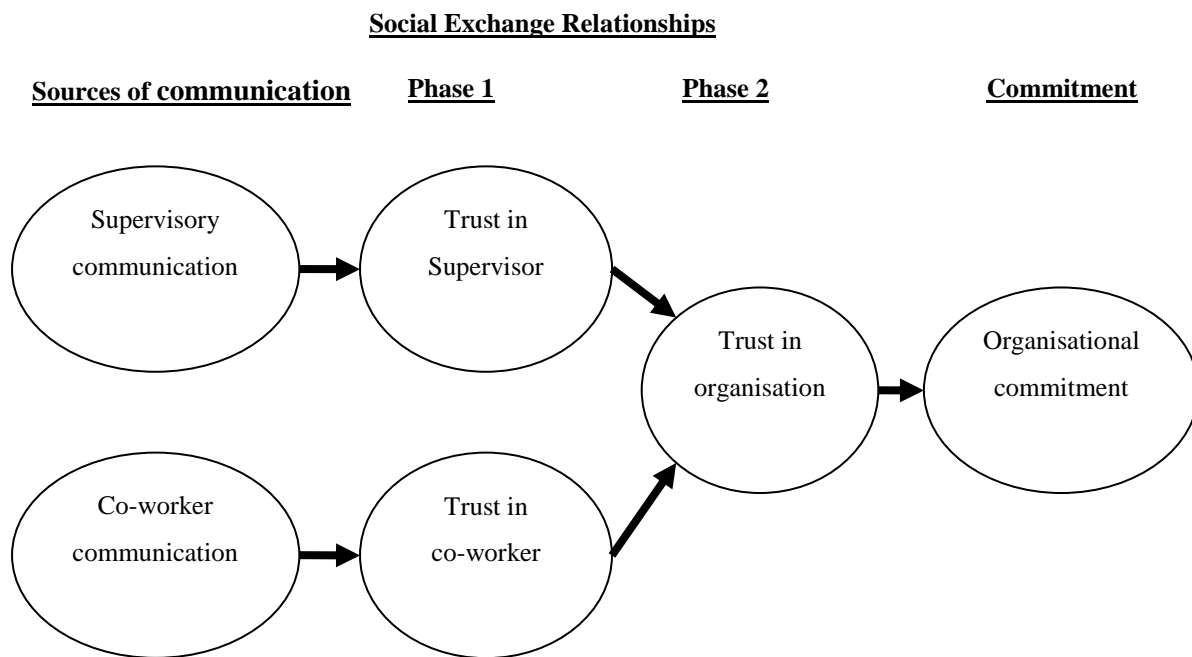 Social Exchange Relationships
Sources of communication
Phase 1
Phase 2
Commitment
Supervisory
communication
Trust in
Supervisor
Trust in
organisation
Organisational
commitment
Co-worker
communication
Trust in
co-worker